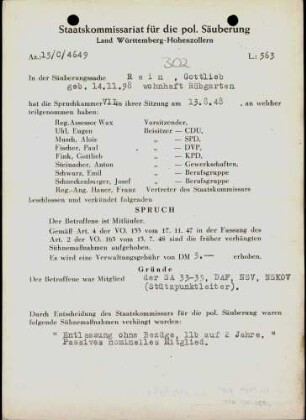 Staatskommissariat für die pol. Säuberung
Land Württemberg-Hohenzollern
Az.: 15/O/4649 L.: 563
302
In der Säuberungssache R e i n , Gottlieb
geb. 14.11.98 wohnhaft Rübgarten
hat die Spruchkammer VII in ihrer Sitzung am 13.8.48 , an welcher
teilgenommen haben:
Reg.Assessor Wax Vorsitzender,
Uhl, Eugen Beisitzer — CDU,
Musch, Alois „ — SPD,
Fischer, Paul „ — DVP,
Fink, Gottlieb „ — KPD,
Steinacher, Anton „ — Gewerkschaften,
Schwarz, Emil „ — Berufsgruppe
Schneckenburger, Josef „ — Berufsgruppe
Reg.-Ang. Hauer, Franz Vertreter des Staatskommissars
beschlossen und verkündet folgenden
SPRUCH
Der Betroffene ist Mitläufer.
Gemäß Art. 4 der VO. 133 vom 17. 11. 47 in der Fassung des
Art. 2 der VO. 165 vom 13. 7. 48 sind die früher verhängten
Sühnemaßnahmen aufgehoben.
Es wird eine Verwaltungsgebühr von DM 5.— erhoben.
Gründe
Der Betroffene war Mitglied der SA 33-35, DAF, NSV, NSKOV
(Stützpunktleiter).
Durch Entscheidung des Staatskommissars für die pol. Säuberung waren
folgende Sühnemaßnahmen verhängt worden:
" Entlassung ohne Bezüge, 11b auf 2 Jahre.
Passives nominelles Mitglied."